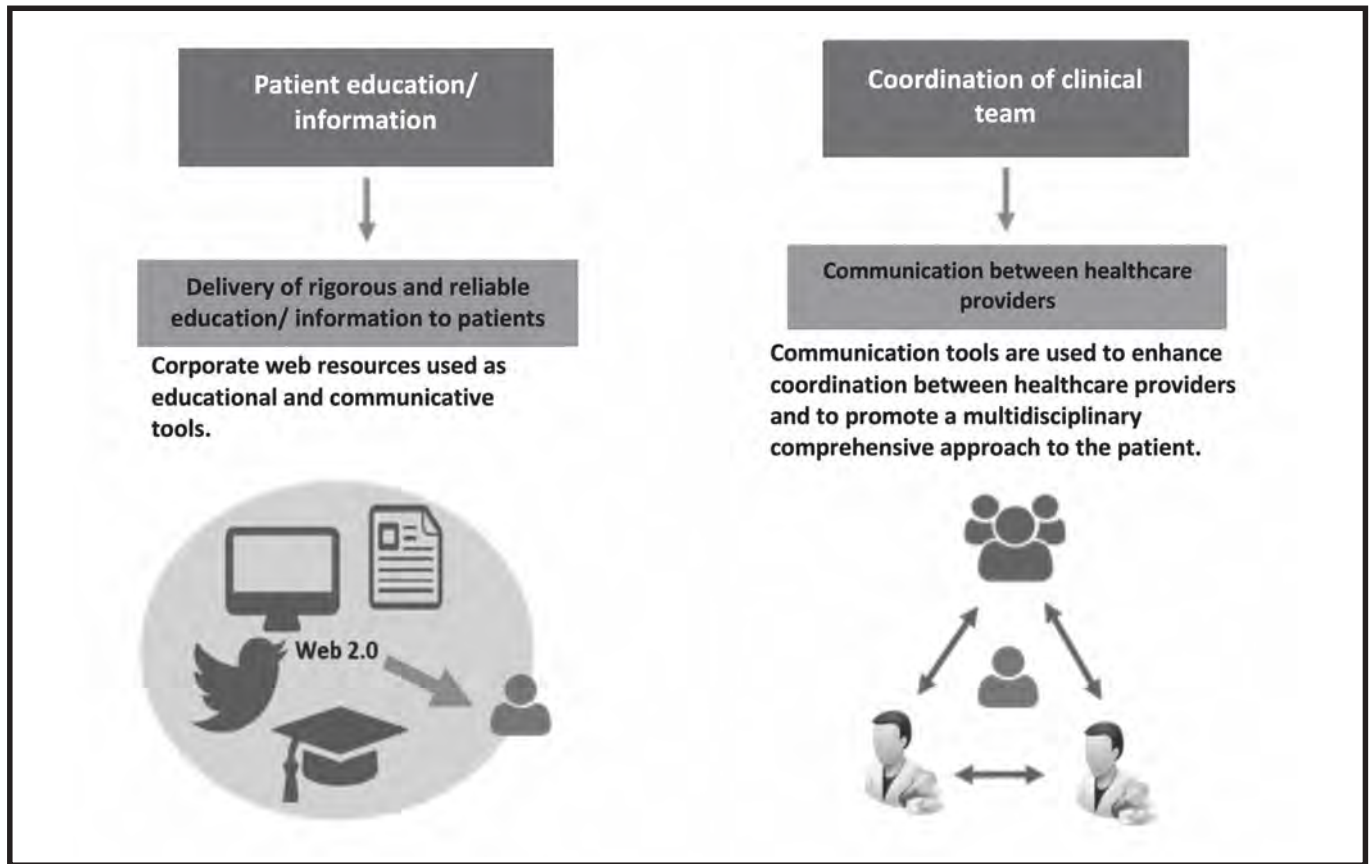 Patient education/
information
Delivery of rigorous and reliable
education/ information to patients
Corporate web resources used as
educational and communicative
tools.
Web 2.0
Coordination of clinical
team
Communication between healthcare
providers
Communication tools are used to enhance
coordination between healthcare providers
and to promote a multidisciplinary
comprehensive approach to the patient.